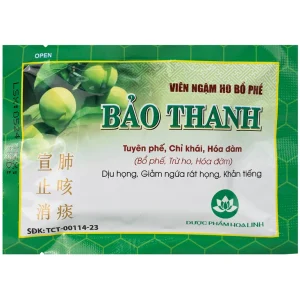 OPEN
VIÊN NGẬM HO BỔ PHẾ
BẢO THANH
Tuyên phế, Chỉ khái, Hóa đàm
(Bổ phế, Trừ ho, Hóa đờm)
Dịu họng, Giảm ngứa rát họng, Khản tiếng
宣肺
止咳
消痰
SĐK: TCT-00114-23
DƯỢC PHẨM HOA LINH